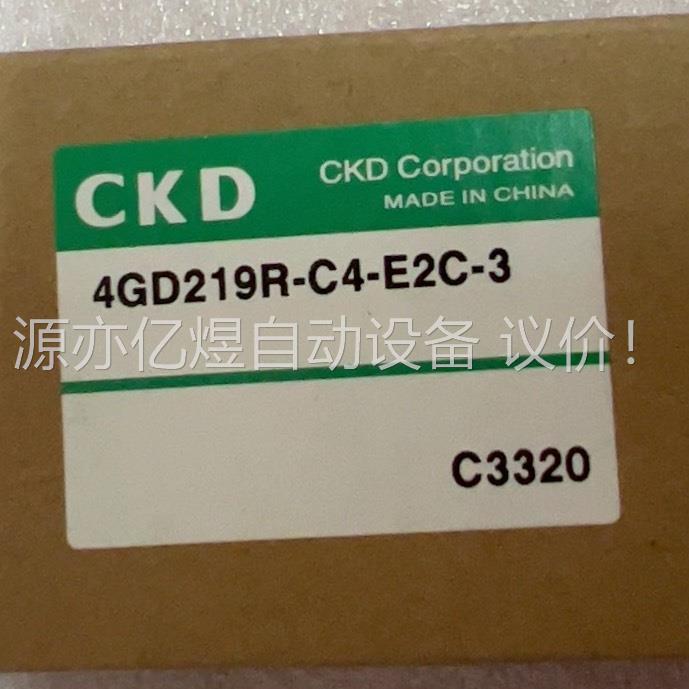 CKD
CKD Corporation
MADE IN CHINA
4GD219R-C4-E2C-3
源亦亿煜自动设备 议价!
C3320